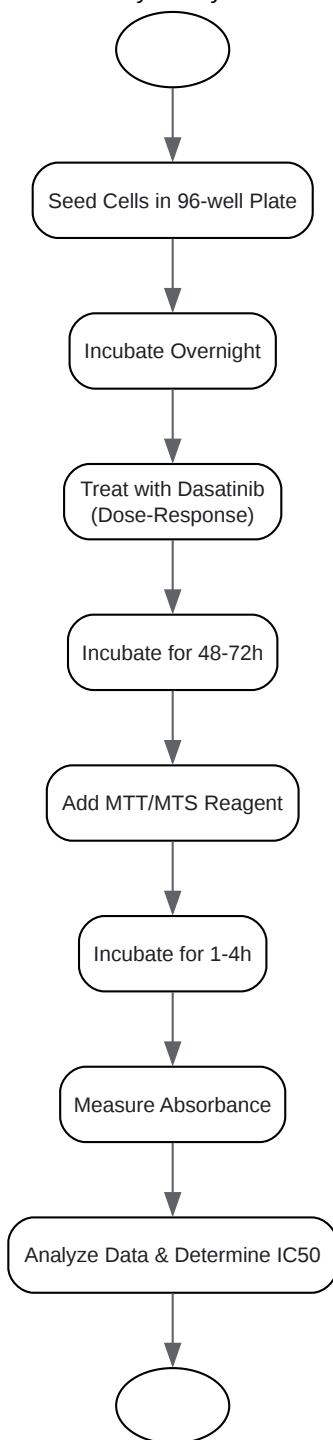 Seed Cells in 96-well Plate
Incubate Overnight
Treat with Dasatinib
(Dose-Response)
Incubate for 48-72h
Add MTT/MTS Reagent
Incubate for 1-4h
Measure Absorbance
Analyze Data & Determine IC50